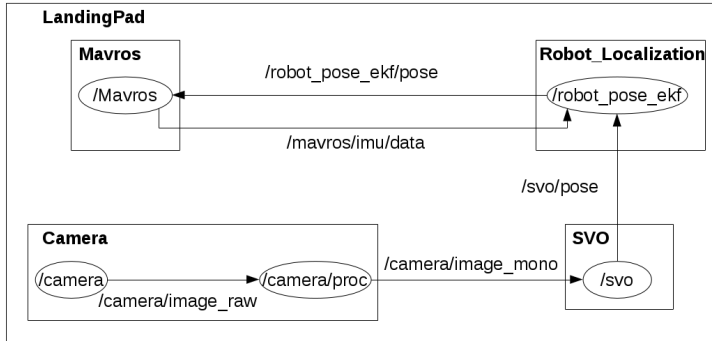 LandingPad
Mavros
Robot_Localization
/robot_pose_ekf/pose
/Mavros
/robot_pose_ekf
/mavros/imu/data
/svo/pose
Camera
SVO
/camera/image_mono
/camera
/camera/proc
/svo
/camera/image_raw